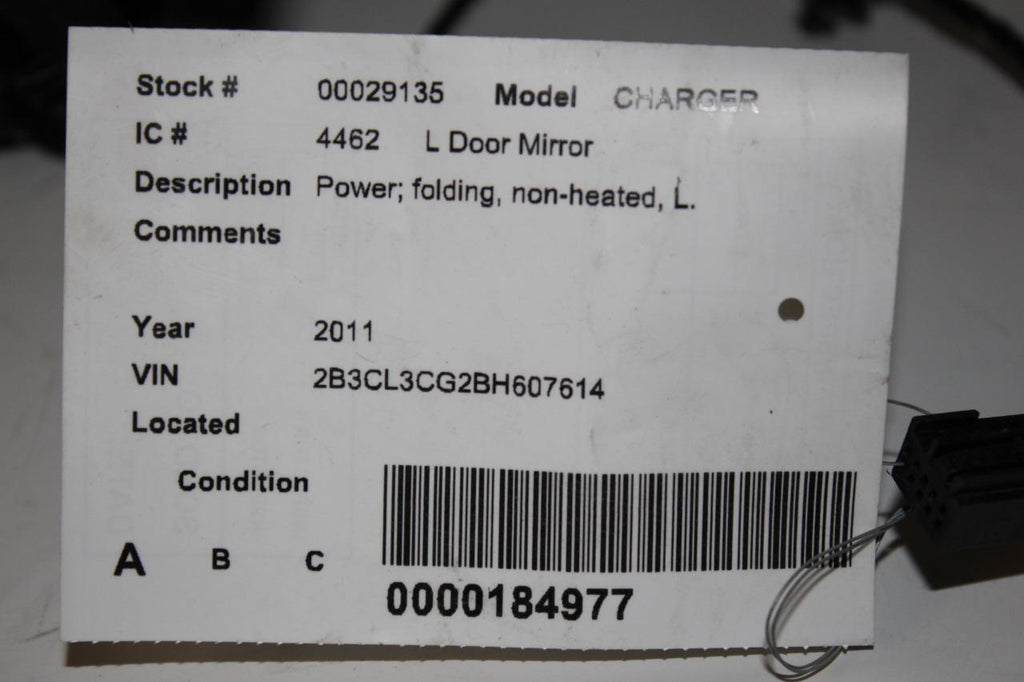 Stock # 00029135 Model CHARGER
IC # 4462 L Door Mirror
Description Power; folding, non-heated, L.
Comments
Year 2011
VIN 2B3CL3CG2BH607614
Located
Condition
A B C
0000184977